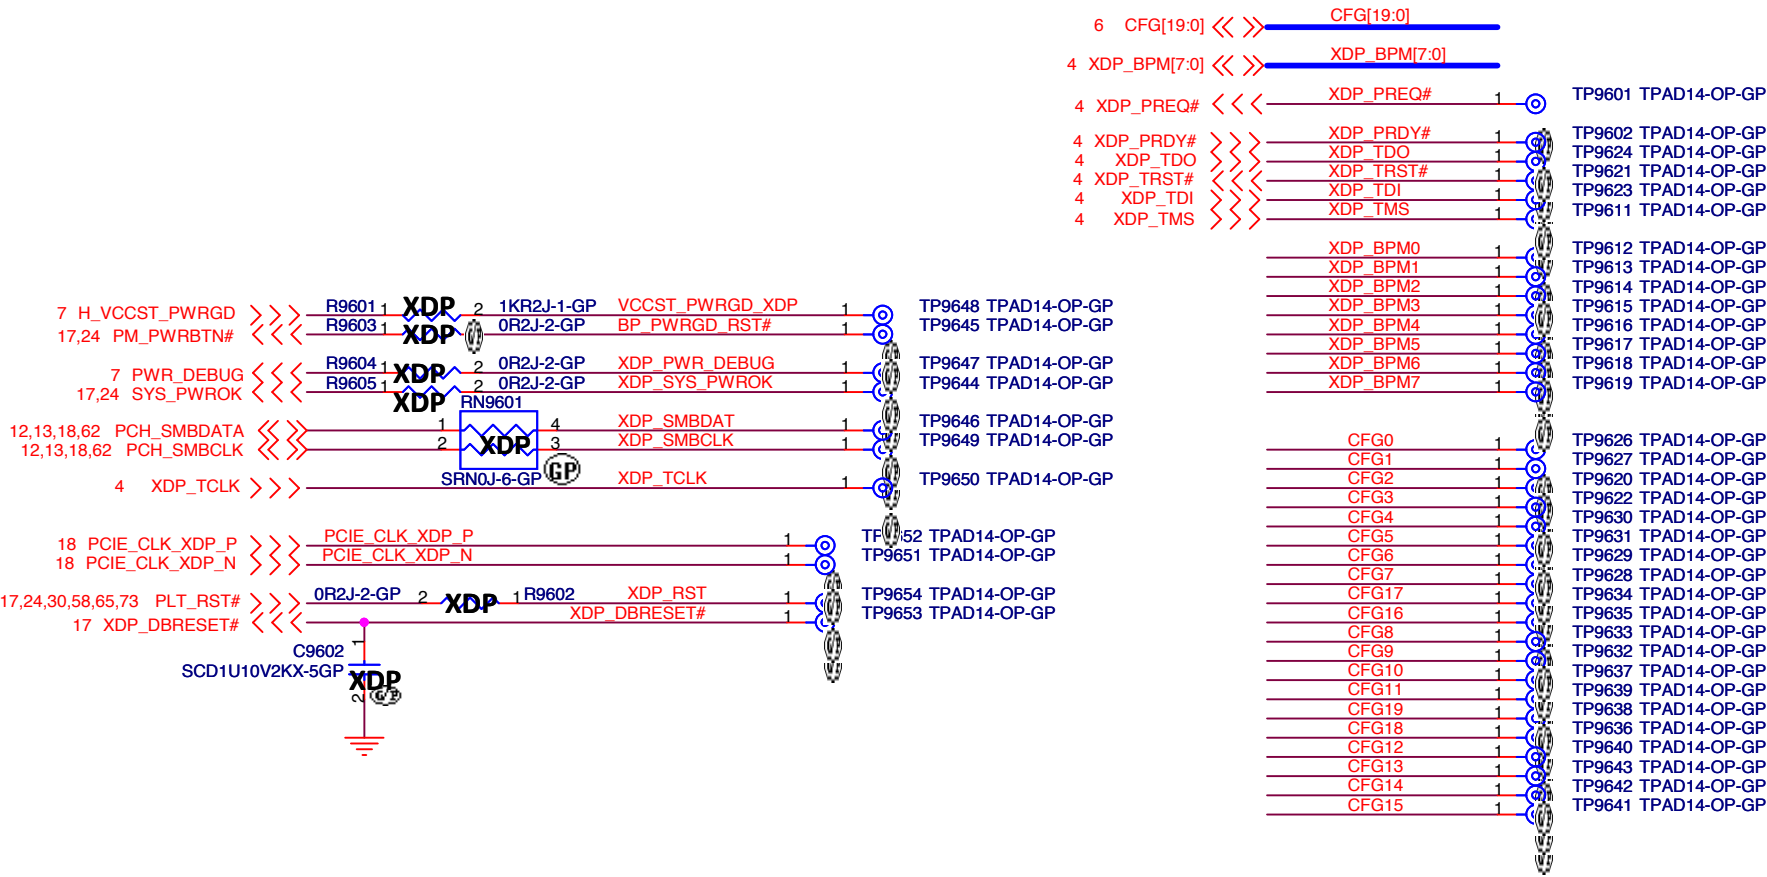 6 CFG[19:0] CFG[19:0]
4 XDP_BPM[7:0] XDP_BPM[7:0]
4 XDP_PREQ# XDP_PREQ# 1 TP9601 TPAD14-OP-GP
4 XDP_PRDY# XDP_PRDY# 1 TP9602 TPAD14-OP-GP
4 XDP_TDO XDP_TDO 1 TP9624 TPAD14-OP-GP
4 XDP_TRST# XDP_TRST# 1 TP9621 TPAD14-OP-GP
4 XDP_TDI XDP_TDI 1 TP9623 TPAD14-OP-GP
4 XDP_TMS XDP_TMS 1 TP9611 TPAD14-OP-GP
XDP_BPM0 1 TP9612 TPAD14-OP-GP
XDP_BPM1 1 TP9613 TPAD14-OP-GP
XDP_BPM2 1 TP9614 TPAD14-OP-GP
XDP_BPM3 1 TP9615 TPAD14-OP-GP
XDP_BPM4 1 TP9616 TPAD14-OP-GP
XDP_BPM5 1 TP9617 TPAD14-OP-GP
XDP_BPM6 1 TP9618 TPAD14-OP-GP
XDP_BPM7 1 TP9619 TPAD14-OP-GP
CFG0 1 TP9626 TPAD14-OP-GP
CFG1 1 TP9627 TPAD14-OP-GP
CFG2 1 TP9620 TPAD14-OP-GP
CFG3 1 TP9622 TPAD14-OP-GP
CFG4 1 TP9630 TPAD14-OP-GP
CFG5 1 TP9631 TPAD14-OP-GP
CFG6 1 TP9629 TPAD14-OP-GP
CFG7 1 TP9628 TPAD14-OP-GP
CFG17 1 TP9634 TPAD14-OP-GP
CFG16 1 TP9635 TPAD14-OP-GP
CFG8 1 TP9633 TPAD14-OP-GP
CFG9 1 TP9632 TPAD14-OP-GP
CFG10 1 TP9637 TPAD14-OP-GP
CFG11 1 TP9639 TPAD14-OP-GP
CFG19 1 TP9638 TPAD14-OP-GP
CFG18 1 TP9636 TPAD14-OP-GP
CFG12 1 TP9640 TPAD14-OP-GP
CFG13 1 TP9643 TPAD14-OP-GP
CFG14 1 TP9642 TPAD14-OP-GP
CFG15 1 TP9641 TPAD14-OP-GP
7 H_VCCST_PWRGD R9601 1 XDP 2 1KR2J-1-GP VCCST_PWRGD_XDP 1 TP9648 TPAD14-OP-GP
17,24 PM_PWRBTN# R9603 1 XDP 0R2J-2-GP BP_PWRGD_RST# 1 TP9645 TPAD14-OP-GP
7 PWR_DEBUG R9604 1 XDP 2 0R2J-2-GP XDP_PWR_DEBUG 1 TP9647 TPAD14-OP-GP
17,24 SYS_PWROK R9605 1 XDP 2 0R2J-2-GP XDP_SYS_PWROK 1 TP9644 TPAD14-OP-GP
RN9601
12,13,18,62 PCH_SMBDATA 1 4 XDP_SMBDAT 1 TP9646 TPAD14-OP-GP
12,13,18,62 PCH_SMBCLK 2 XDP 3 XDP_SMBCLK 1 TP9649 TPAD14-OP-GP
SRN0J-6-GP GP
4 XDP_TCLK XDP_TCLK 1 TP9650 TPAD14-OP-GP
18 PCIE_CLK_XDP_P PCIE_CLK_XDP_P 1 TPAD14-OP-GP
18 PCIE_CLK_XDP_N PCIE_CLK_XDP_N 1 TP9651 TPAD14-OP-GP
17,24,30,58,65,73 PLT_RST# 0R2J-2-GP 2 XDP 1 R9602 XDP_RST 1 TP9654 TPAD14-OP-GP
17 XDP_DBRESET# XDP_DBRESET# 1 TP9653 TPAD14-OP-GP
1
C9602
SCD1U10V2KX-5GP
XDP
2 GP